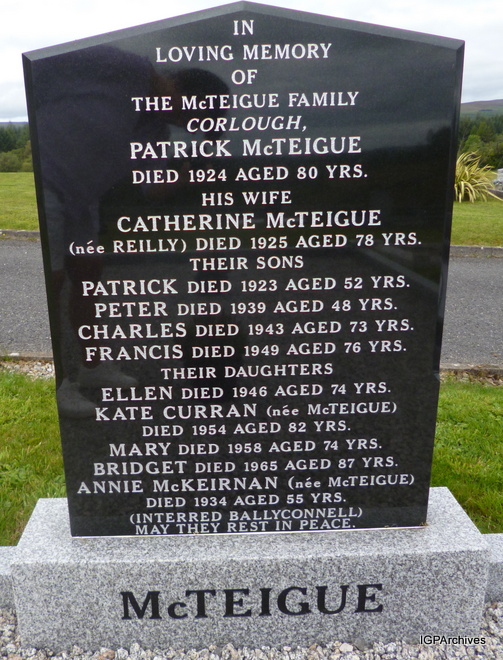 IN
LOVING MEMORY
OF
THE McTEIGUE FAMILY
CORLOUGH,
PATRICK McTEIGUE
DIED 1924 AGED 80 YRS.
HIS WIFE
CATHERINE McTEIGUE
(née REILLY) DIED 1925 AGED 78 YRS.
THEIR SONS
PATRICK DIED 1923 AGED 52 YRS.
PETER DIED 1939 AGED 48 YRS.
CHARLES DIED 1943 AGED 73 YRS.
FRANCIS DIED 1949 AGED 76 YRS.
THEIR DAUGHTERS
ELLEN DIED 1946 AGED 74 YRS.
KATE CURRAN (née McTEIGUE)
DIED 1954 AGED 82 YRS.
MARY DIED 1958 AGED 74 YRS.
BRIDGET DIED 1965 AGED 87 YRS.
ANNIE McKEIRNAN (née McTEIGUE)
DIED 1934 AGED 55 YRS.
(INTERRED BALLYCONNELL)
MAY THEY REST IN PEACE.
McTEIGUE
IGPArchives